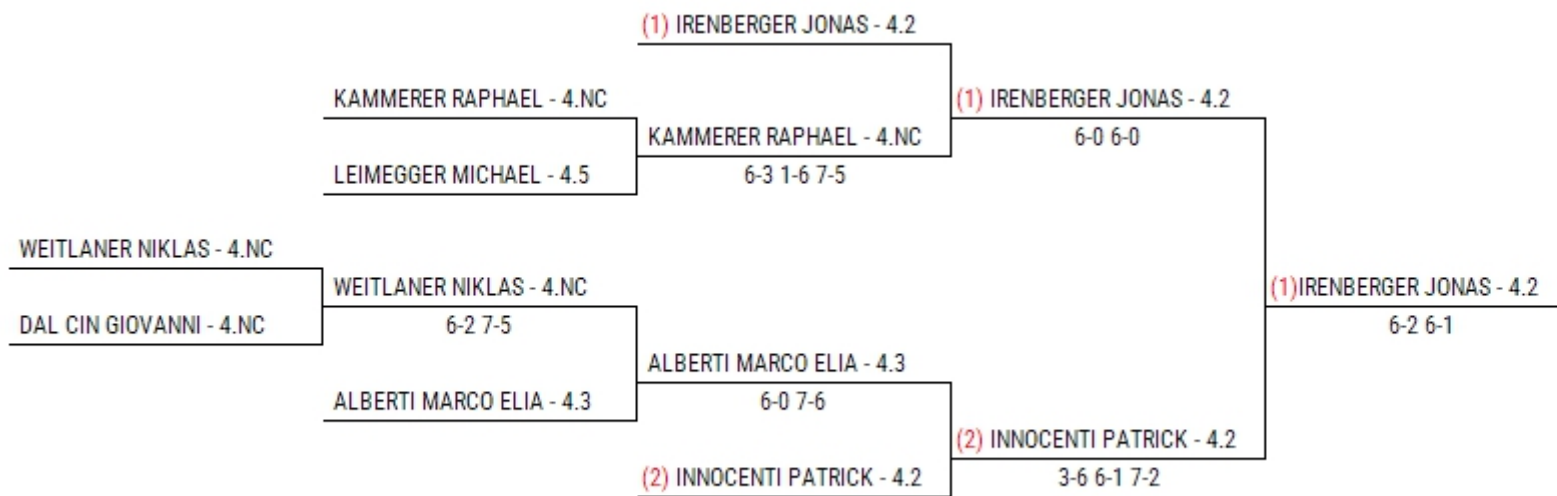 (1) IRENBERGER JONAS - 4.2
KAMMERER RAPHAEL - 4.NC
(1) IRENBERGER JONAS - 4.2
KAMMERER RAPHAEL - 4.NC
6-0 6-0
LEIMEGGER MICHAEL - 4.5
6-3 1-6 7-5
WEITLANER NIKLAS - 4.NC
WEITLANER NIKLAS - 4.NC
(1)IRENBERGER JONAS - 4.2
DAL CIN GIOVANNI - 4.NC
6-2 7-5
6-2 6-1
ALBERTI MARCO ELIA - 4.3
ALBERTI MARCO ELIA - 4.3
6-0 7-6
(2) INNOCENTI PATRICK - 4.2
(2) INNOCENTI PATRICK - 4.2
3-6 6-1 7-2